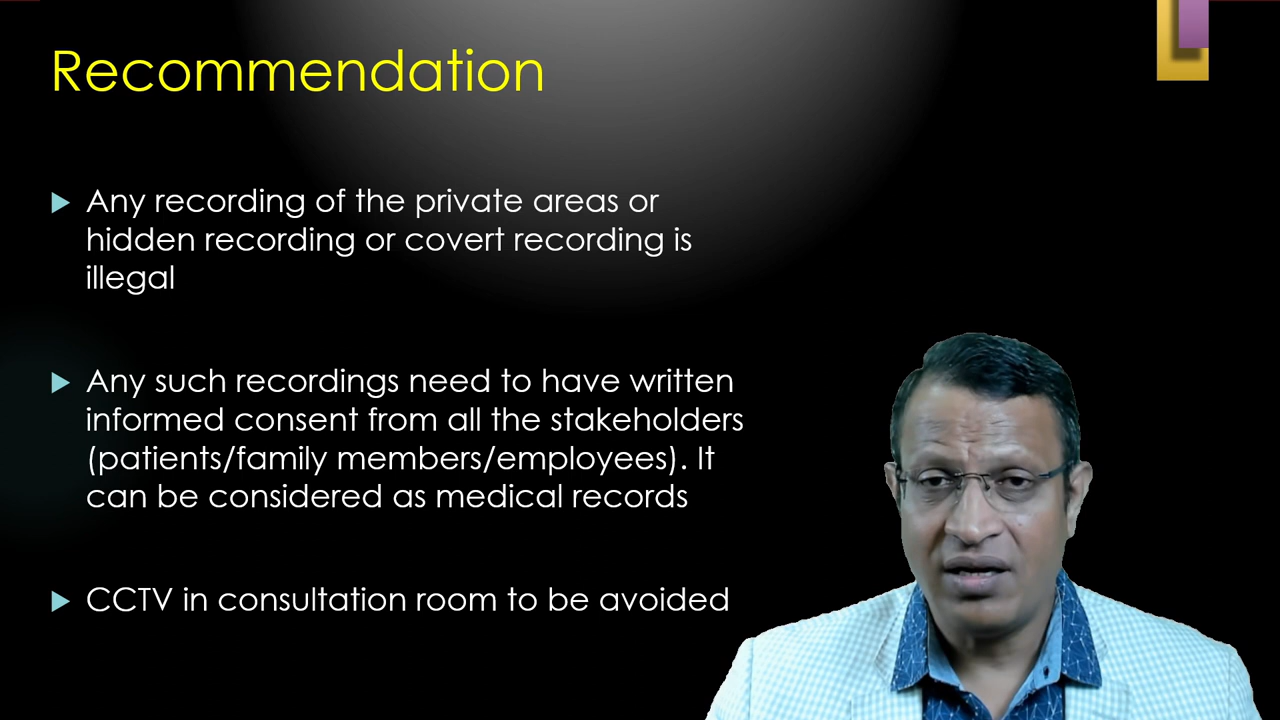 Recommendation
Any recording of the private areas or
hidden recording or covert recording is
illegal
Any such recordings need to have written
informed consent from all the stakeholders
(patients/family members/employees). It
can be considered as medical records
CCTV in consultation room to be avoided